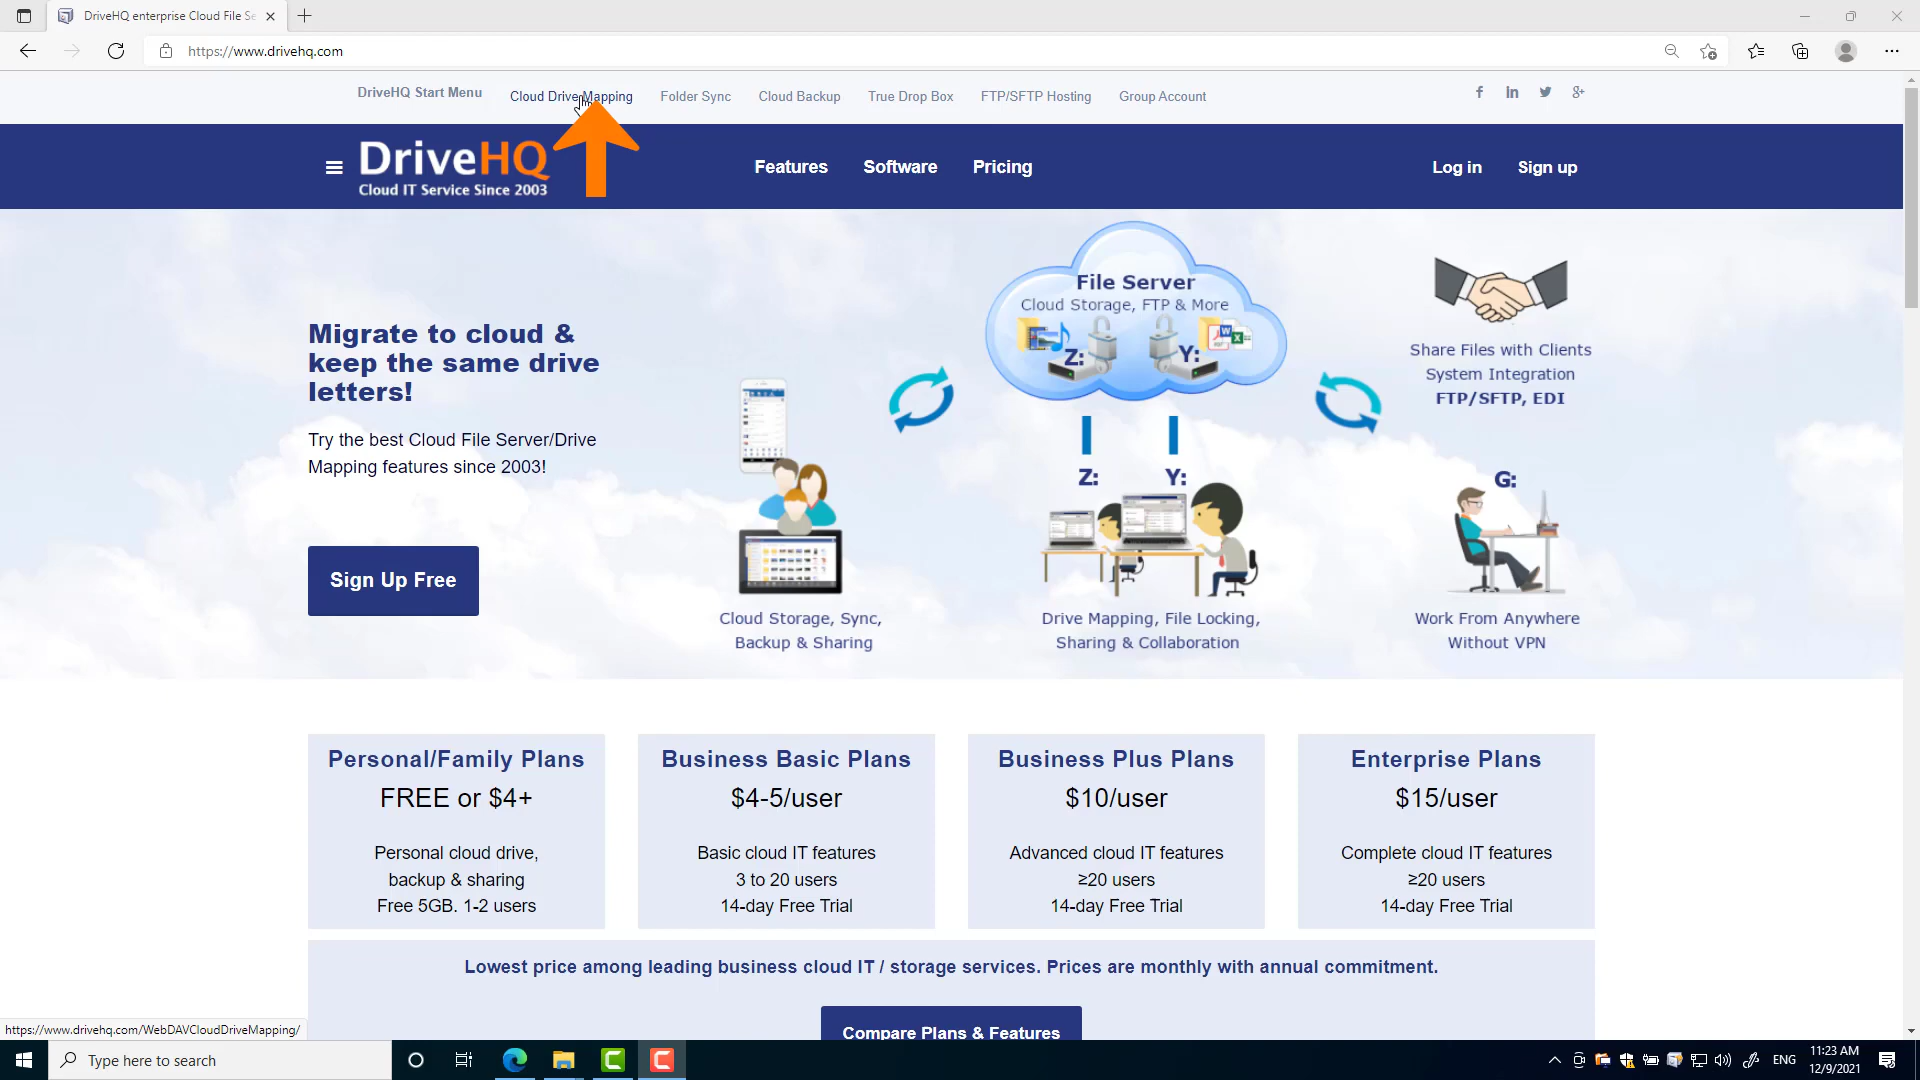 DriveHQ enterprise Cloud File Se
https://www.drivehq.com
DriveHQ Start Menu
Cloud Drive Mapping
Folder Sync
Cloud Backup
True Drop Box
FTP/SFTP Hosting
Group Account
DriveHQ
Cloud IT Service Since 2003
Features
Software
Pricing
Log in
Sign up
Migrate to cloud &
keep the same drive
letters!
Try the best Cloud File Server/Drive
Mapping features since 2003!
Sign Up Free
File Server
Cloud Storage, FTP & More
Z:
Y:
Z:
Y:
Cloud Storage, Sync,
Backup & Sharing
Drive Mapping, File Locking,
Sharing & Collaboration
Share Files with Clients
System Integration
FTP/SFTP, EDI
G:
Work From Anywhere
Without VPN
Personal/Family Plans
FREE or $4+
Personal cloud drive,
backup & sharing
Free 5GB. 1-2 users
Business Basic Plans
$4-5/user
Basic cloud IT features
3 to 20 users
14-day Free Trial
Business Plus Plans
$10/user
Advanced cloud IT features
≥20 users
14-day Free Trial
Enterprise Plans
$15/user
Complete cloud IT features
≥20 users
14-day Free Trial
Lowest price among leading business cloud IT / storage services. Prices are monthly with annual commitment.
Compare Plans & Features
https://www.drivehq.com/WebDAVCloudDriveMapping/
Type here to search
ENG
11:23 AM
12/9/2021